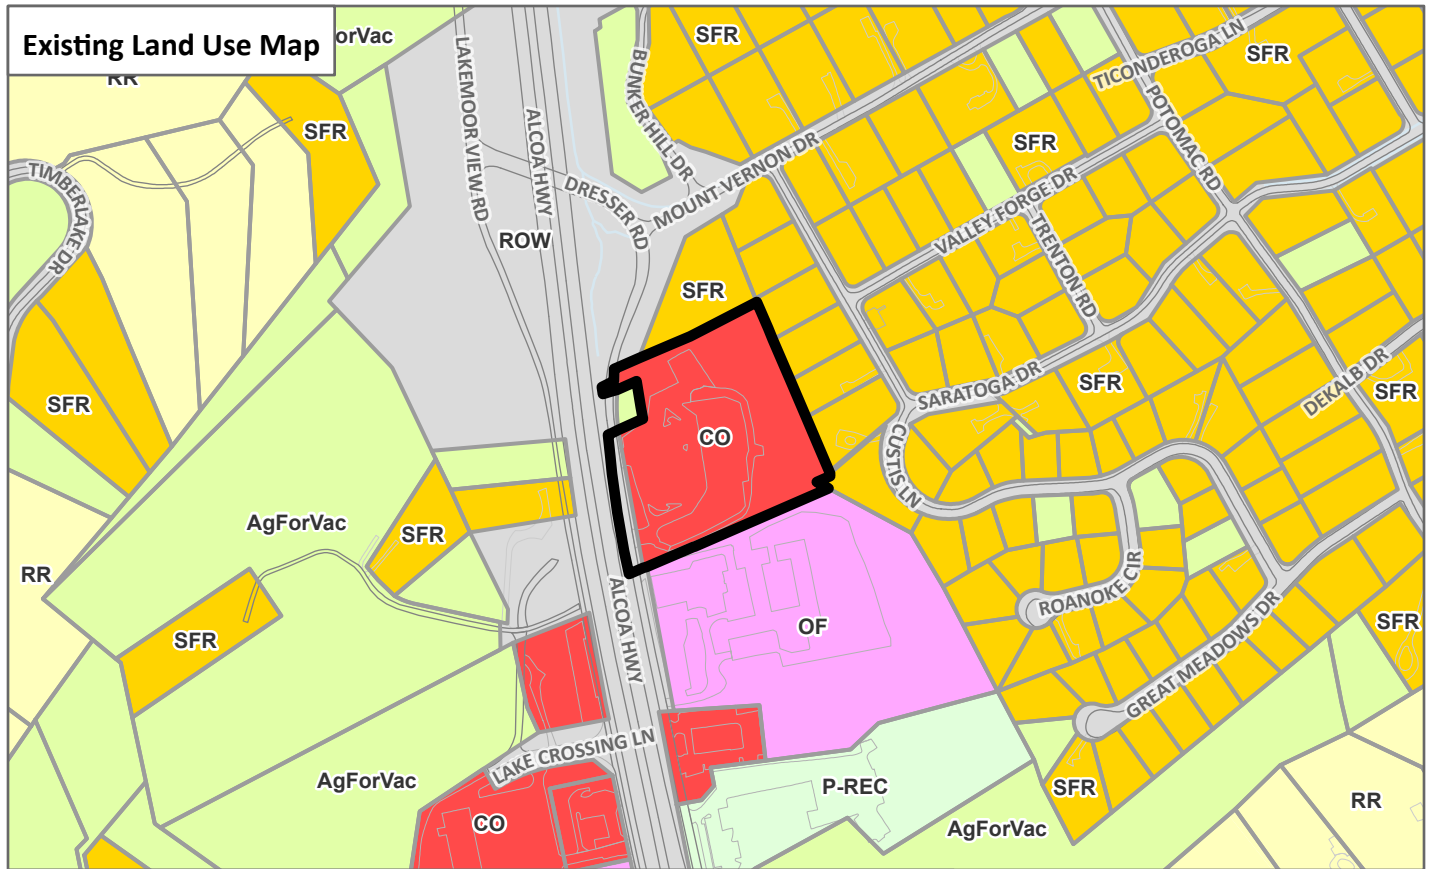 Existing Land Use Map
orVac
RR
SFR
SFR
SFR
SFR
TICONDEROGA LN
LAKEMOOR VIEW RD
ALCOA HWY
BUNKER HILL DR
POTOMAC RD
MOUNT VERNON DR
TIMBERLAKE DR
DRESSER RD
VALLEY FORGE DR
TRENTON RD
ROW
SFR
SARATOGA DR
SFR
DEKALB DR
SFR
SFR
CO
CUSTIS LN
AgForVac
SFR
RR
ALCOA HWY
ROANOKE CIR
OF
SFR
SFR
GREAT MEADOWS DR
LAKE CROSSING LN
AgForVac
P-REC
SFR
RR
CO
AgForVac